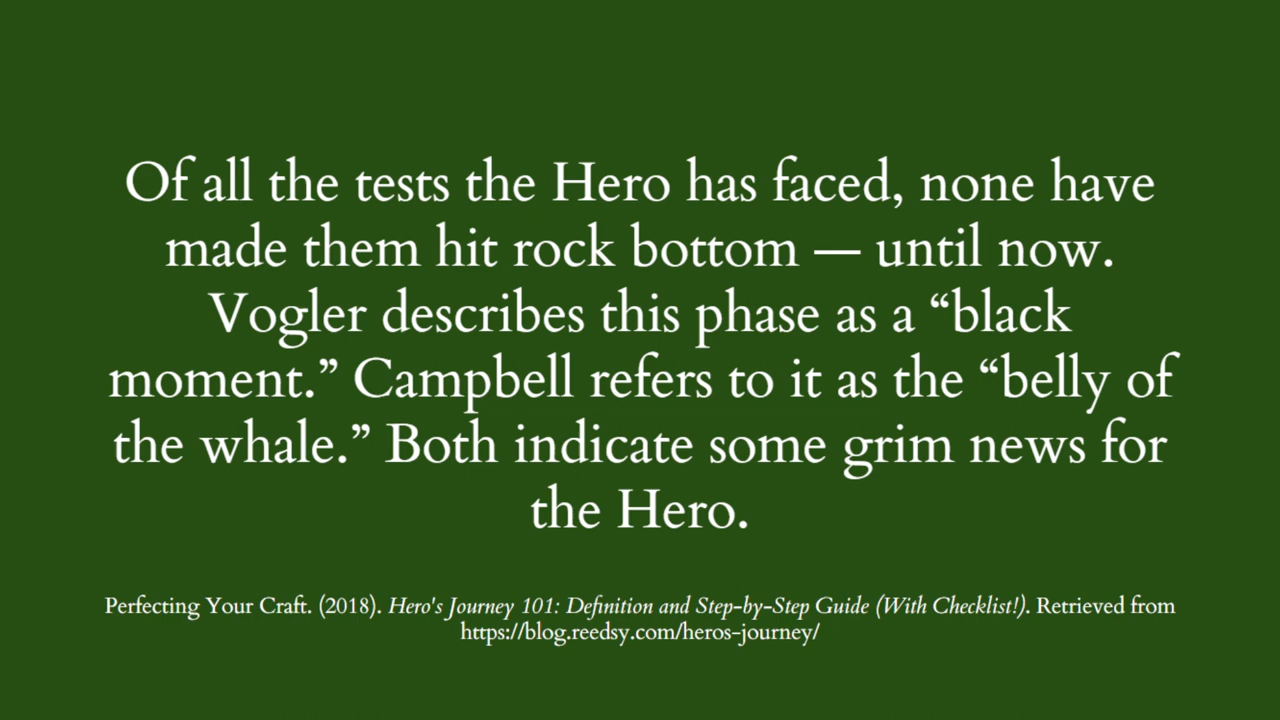 Of all the tests the Hero has faced, none have
made them hit rock bottom — until now.
Vogler describes this phase as a “black
moment.” Campbell refers to it as the “belly of
the whale.” Both indicate some grim news for
the Hero.
Perfecting Your Craft. (2018). Hero's Journey 101: Definition and Step-by-Step Guide (With Checklist!). Retrieved from
https://blog.reedsy.com/heros-journey/